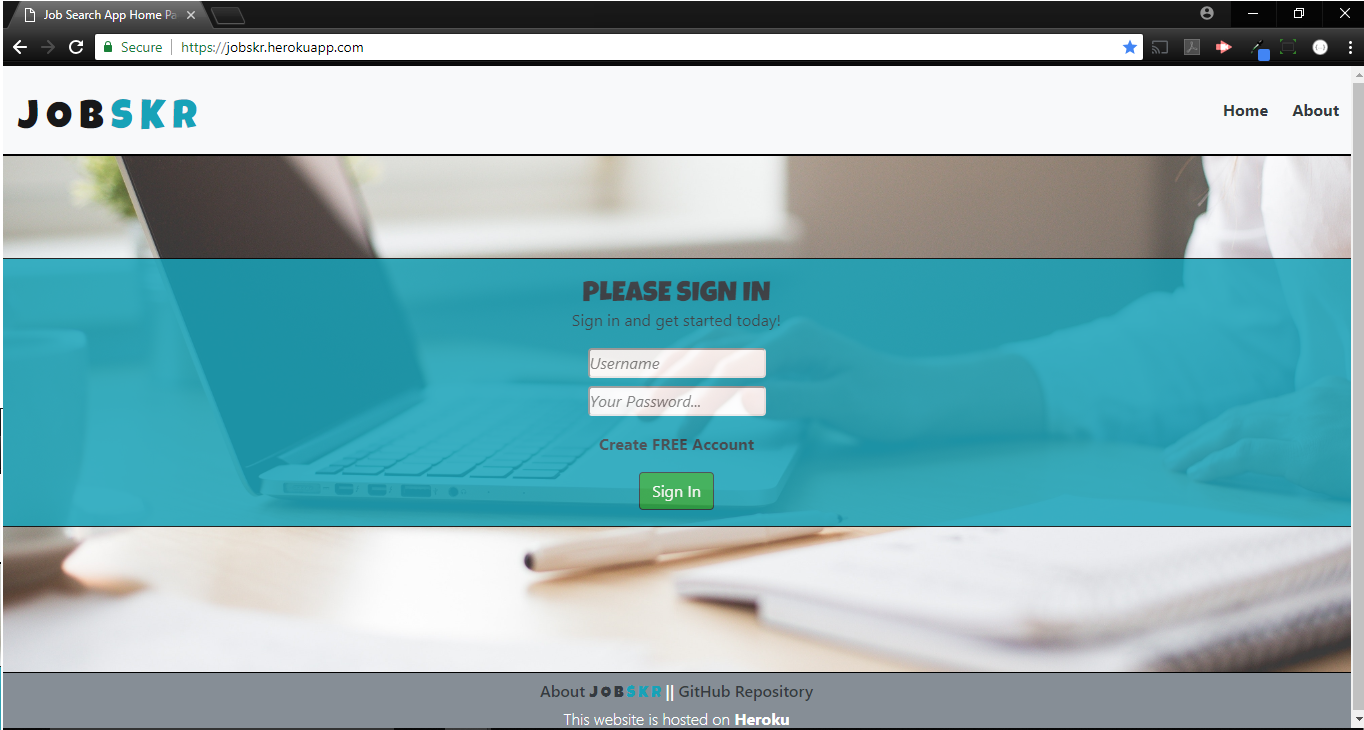 Job Search App Home Pa
Secure
https://jobskr.herokuapp.com
JOBSKR
Home
About
PLEASE SIGN IN
Sign in and get started today!
Username
Your Password...
Create FREE Account
Sign In
About JOBSKR || GitHub Repository
This website is hosted on Heroku